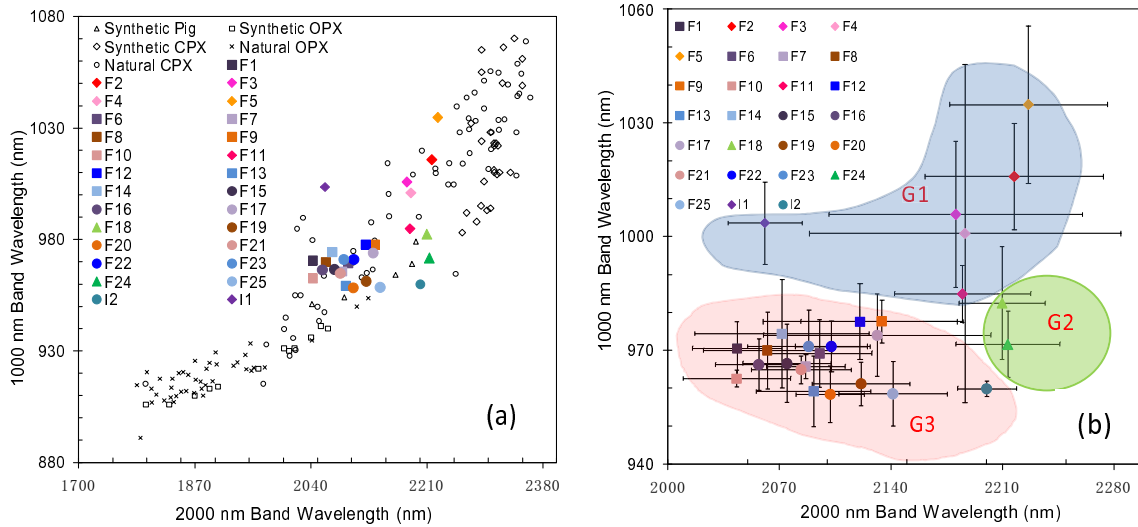 1080
1030
980
930
880
1700
1870
2040
2210
2380
1000 nm Band Wavelength (nm)
2000 nm Band Wavelength (nm)
Synthetic Pig Synthetic OPX
Synthetic CPX Natural OPX
Natural CPX F1
F2 F3
F4 F5
F6 F7
F8 F9
F10 F11
F12 F13
F14 F15
F16 F17
F18 F19
F20 F21
F22 F23
F24 F25
I2 I1
(a)
1060
1030
1000
970
940
2000
2070
2140
2210
2280
1000 nm Band Wavelength (nm)
2000 nm Band Wavelength (nm)
F1 F2 F3 F4
F5 F6 F7 F8
F9 F10 F11 F12
F13 F14 F15 F16
F17 F18 F19 F20
F21 F22 F23 F24
F25 I1 I2
G1
G2
G3
(b)